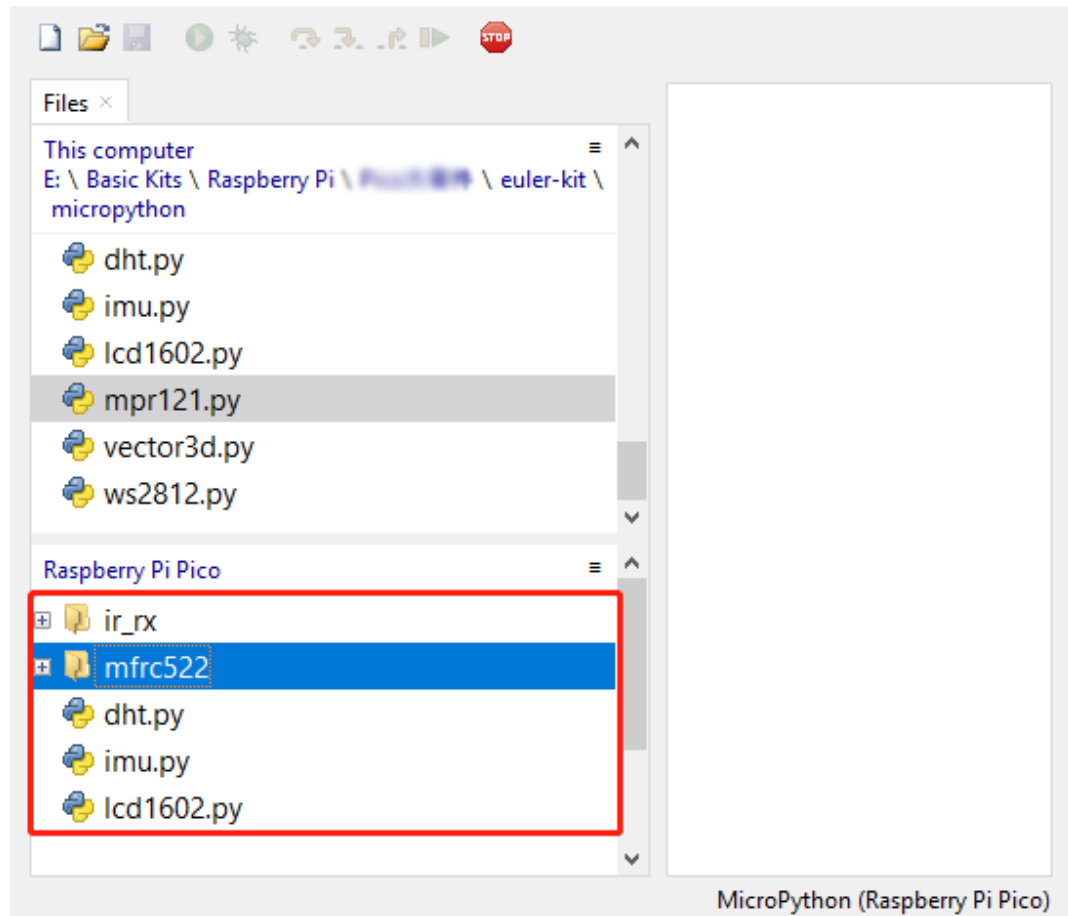 STOP
Files
This computer
E: \ Basic Kits \ Raspberry Pi \ \ euler-kit \
micropython
dht.py
imu.py
lcd1602.py
mpr121.py
vector3d.py
ws2812.py
Raspberry Pi Pico
ir_rx
mfrc522
dht.py
imu.py
lcd1602.py
MicroPython (Raspberry Pi Pico)